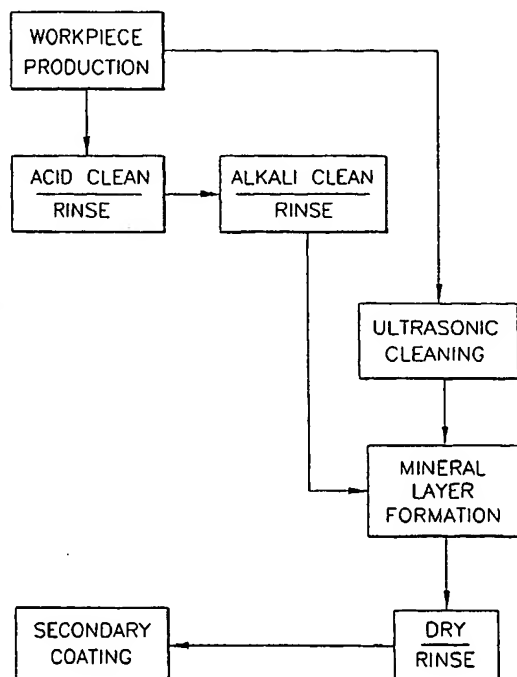 WORKPIECE
PRODUCTION
ACID CLEAN
RINSE
ALKALI CLEAN
RINSE
ULTRASONIC
CLEANING
MINERAL
LAYER
FORMATION
SECONDARY
COATING
DRY
RINSE